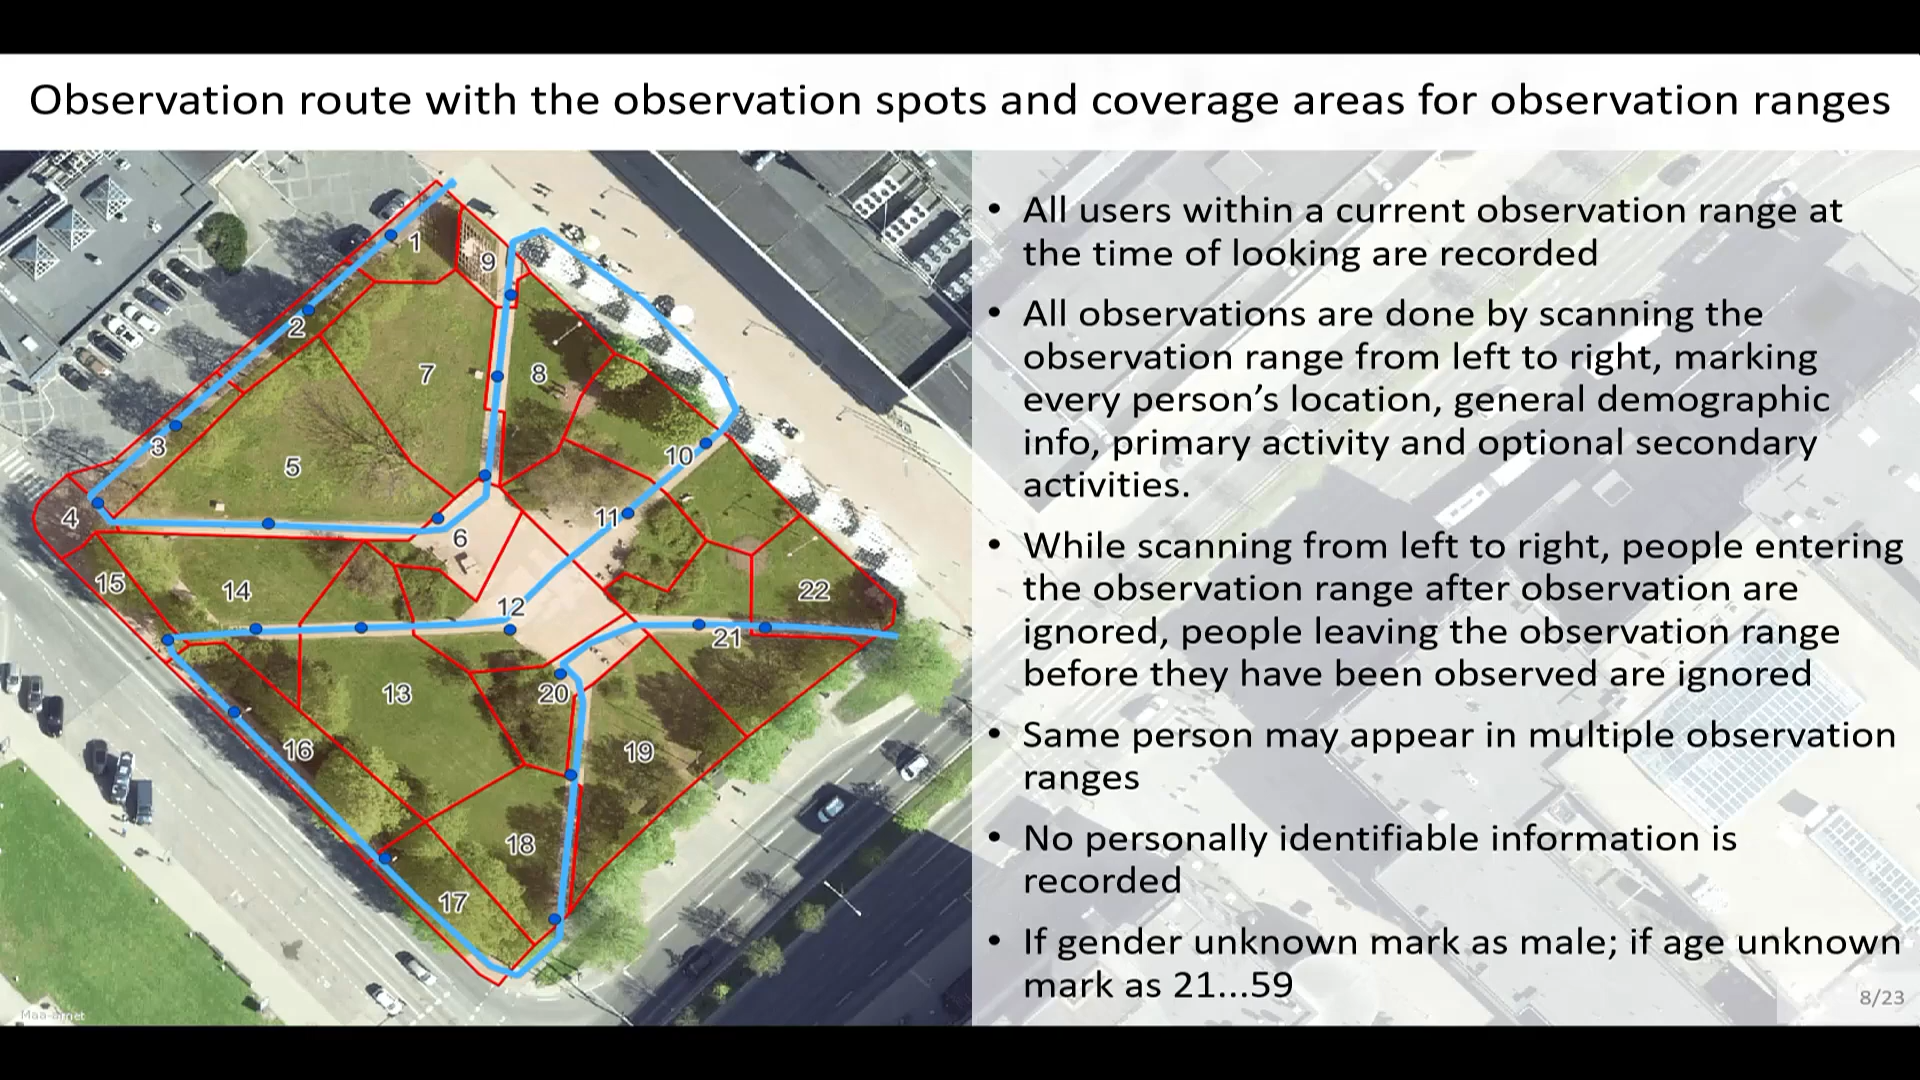 Observation route with the observation spots and coverage areas for observation ranges
1
9
2
7
8
3
5
10
4
6
11
15
14
12
22
21
13
20
16
19
18
17
• All users within a current observation range at
the time of looking are recorded
• All observations are done by scanning the
observation range from left to right, marking
every person’s location, general demographic
info, primary activity and optional secondary
activities.
• While scanning from left to right, people entering
the observation range after observation are
ignored, people leaving the observation range
before they have been observed are ignored
• Same person may appear in multiple observation
ranges
• No personally identifiable information is
recorded
• If gender unknown mark as male; if age unknown
mark as 21...59
8/23